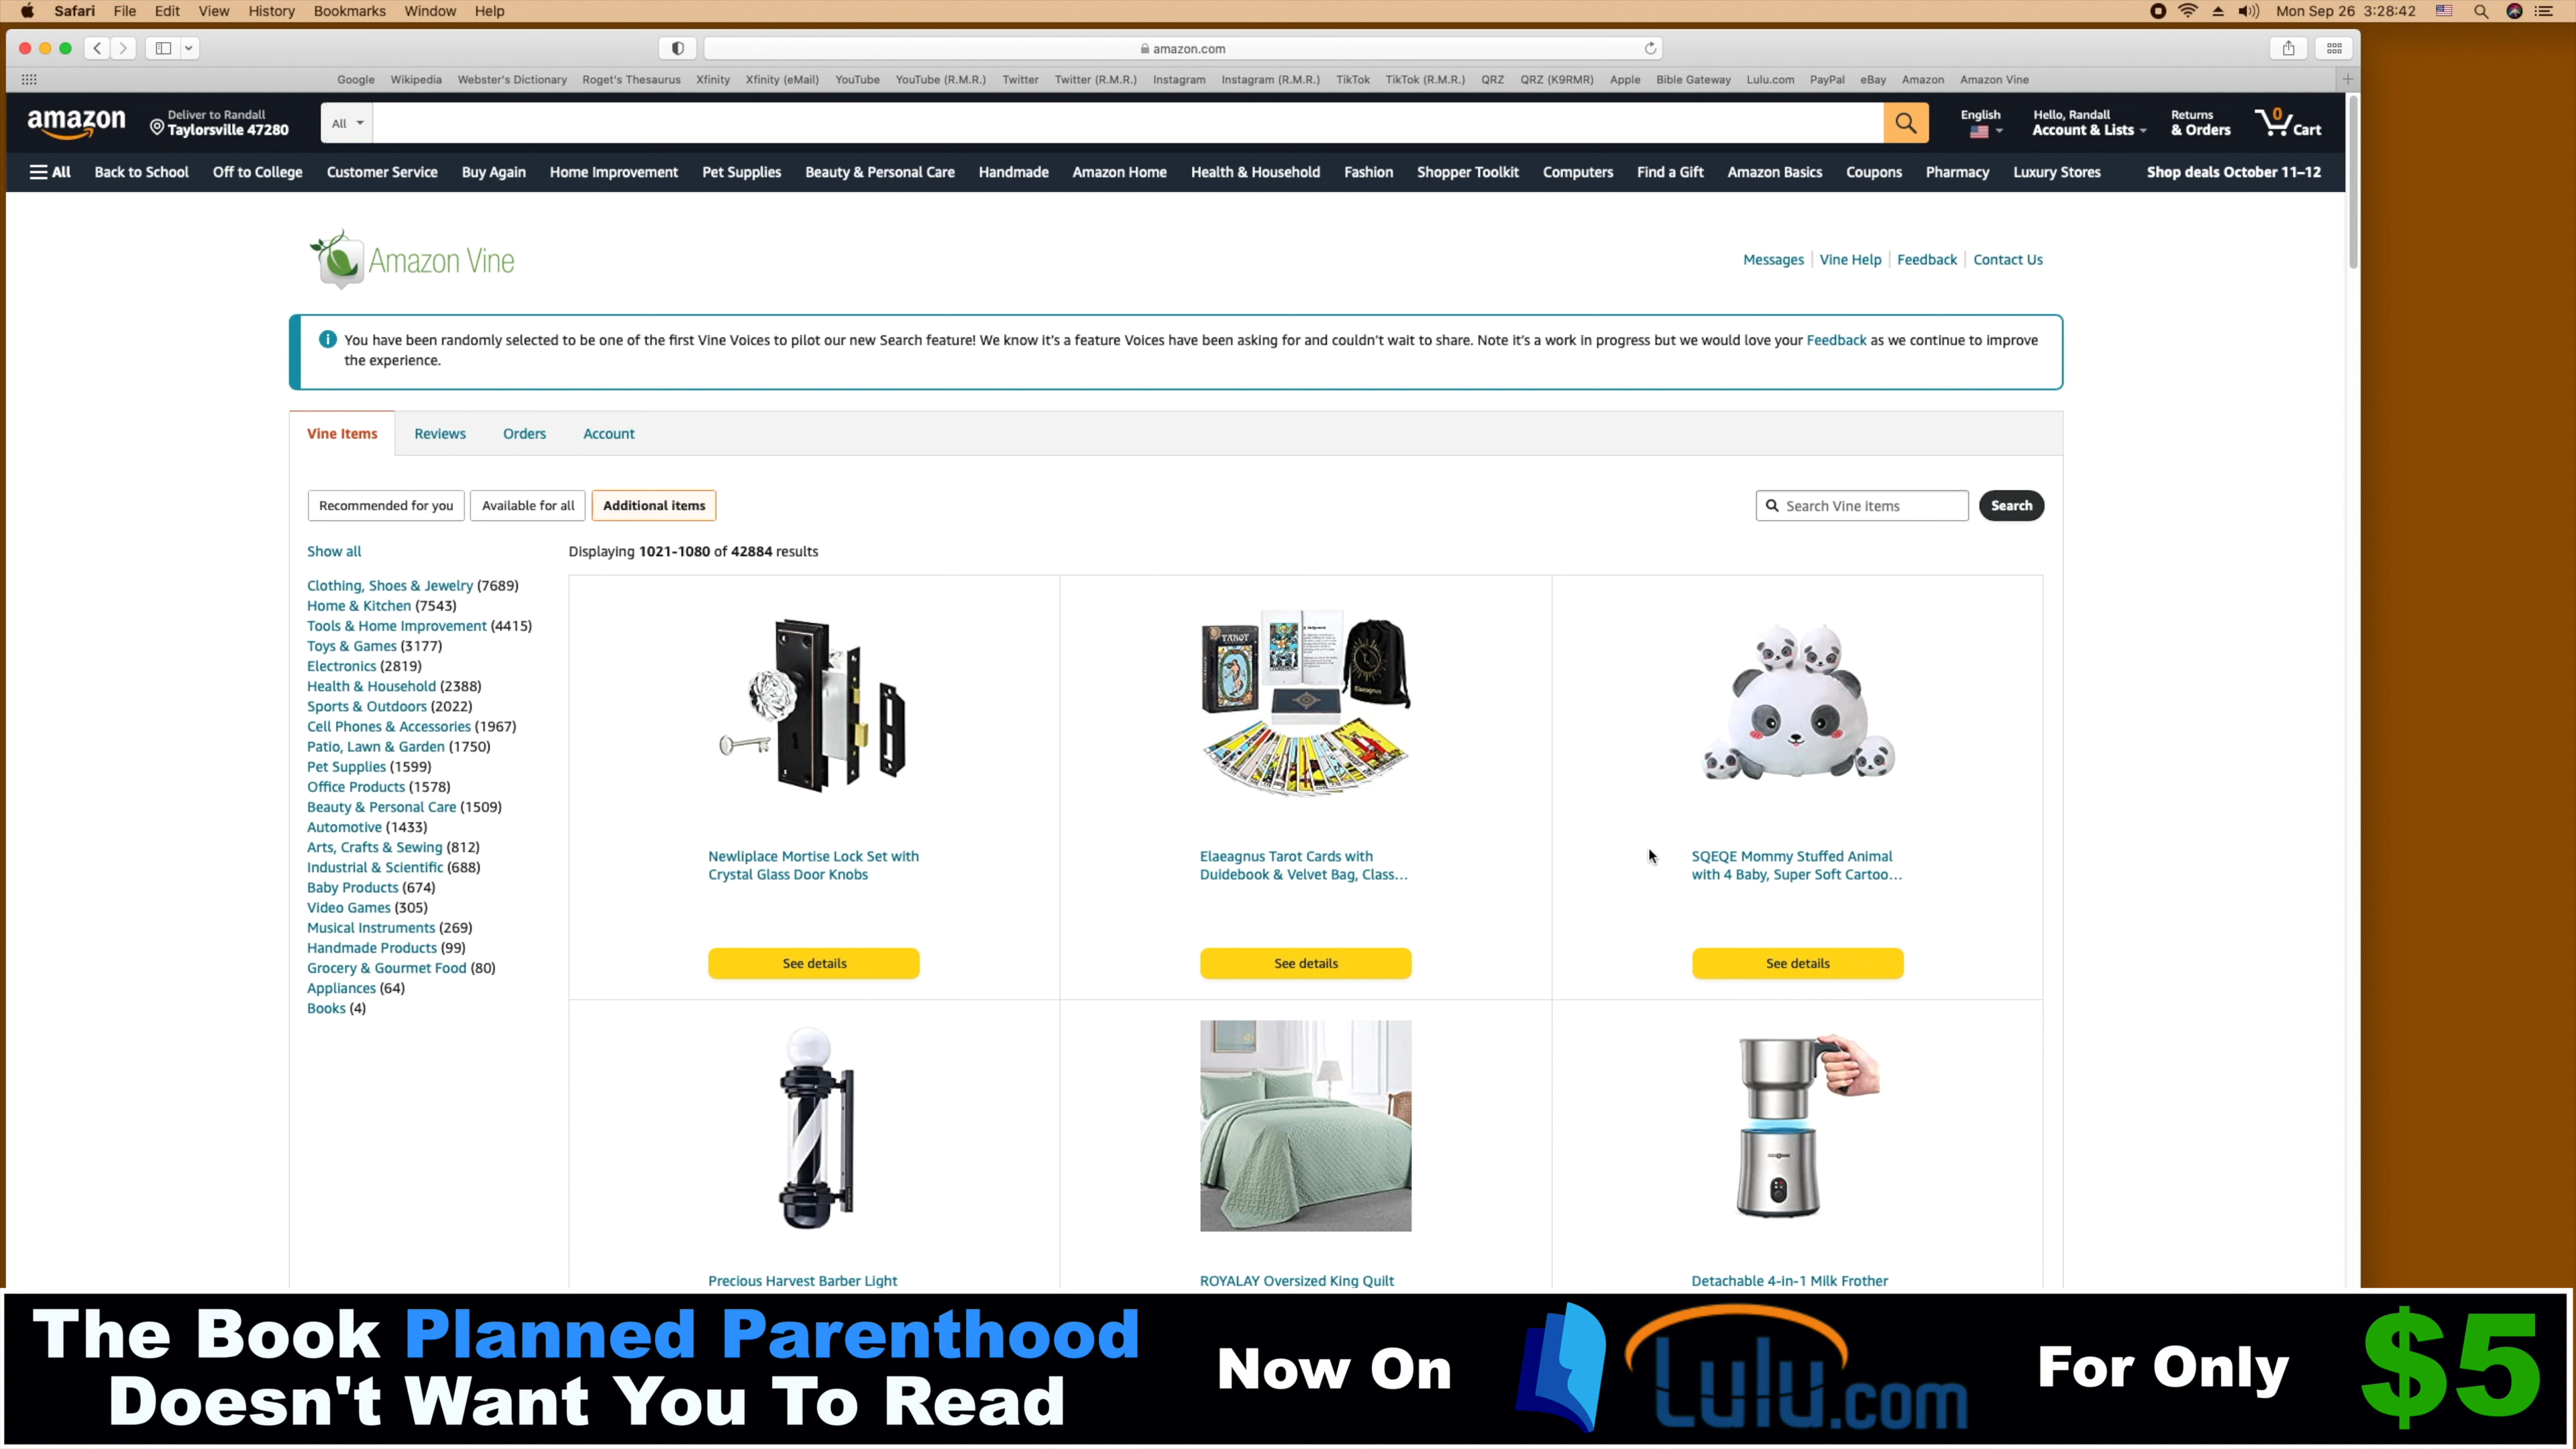 Safari File Edit View History Bookmarks Window Help
Mon Sep 26 3:28:42
amazon.com
Google Wikipedia Webster's Dictionary Roget's Thesaurus Xfinity Xfinity (eMail) YouTube YouTube (R.M.R.) Twitter Twitter (R.M.R.) Instagram Instagram (R.M.R.) TikTok TikTok (R.M.R.) QRZ QRZ (K9RMR) Apple Bible Gateway Lulu.com PayPal eBay Amazon Amazon Vine
amazon
Deliver to Randall
Taylorsville 47280
All
English
Hello, Randall
Account & Lists
Returns
& Orders
0
Cart
All Back to School Off to College Customer Service Buy Again Home Improvement Pet Supplies Beauty & Personal Care Handmade Amazon Home Health & Household Fashion Shopper Toolkit Computers Find a Gift Amazon Basics Coupons Pharmacy Luxury Stores Shop deals October 11–12
Amazon Vine
Messages Vine Help Feedback Contact Us
You have been randomly selected to be one of the first Vine Voices to pilot our new Search feature! We know it's a feature Voices have been asking for and couldn't wait to share. Note it's a work in progress but we would love your Feedback as we continue to improve
the experience.
Vine Items Reviews Orders Account
Recommended for you Available for all Additional items
Search Vine Items Search
Show all
Displaying 1021-1080 of 42884 results
Clothing, Shoes & Jewelry (7689)
Home & Kitchen (7543)
Tools & Home Improvement (4415)
Toys & Games (3177)
Electronics (2819)
Health & Household (2388)
Sports & Outdoors (2022)
Cell Phones & Accessories (1967)
Patio, Lawn & Garden (1750)
Pet Supplies (1599)
Office Products (1578)
Beauty & Personal Care (1509)
Automotive (1433)
Arts, Crafts & Sewing (812)
Industrial & Scientific (688)
Baby Products (674)
Video Games (305)
Musical Instruments (269)
Handmade Products (99)
Grocery & Gourmet Food (80)
Appliances (64)
Books (4)
TAROT
Elaeagnus
Newliplace Mortise Lock Set with
Crystal Glass Door Knobs
See details
Elaeagnus Tarot Cards with
Duidebook & Velvet Bag, Class...
See details
SQEQE Mommy Stuffed Animal
with 4 Baby, Super Soft Cartoo...
See details
Precious Harvest Barber Light
ROYALAY Oversized King Quilt
Detachable 4-in-1 Milk Frother
The Book Planned Parenthood
Doesn't Want You To Read
Now On
Lulu.com
For Only
$5